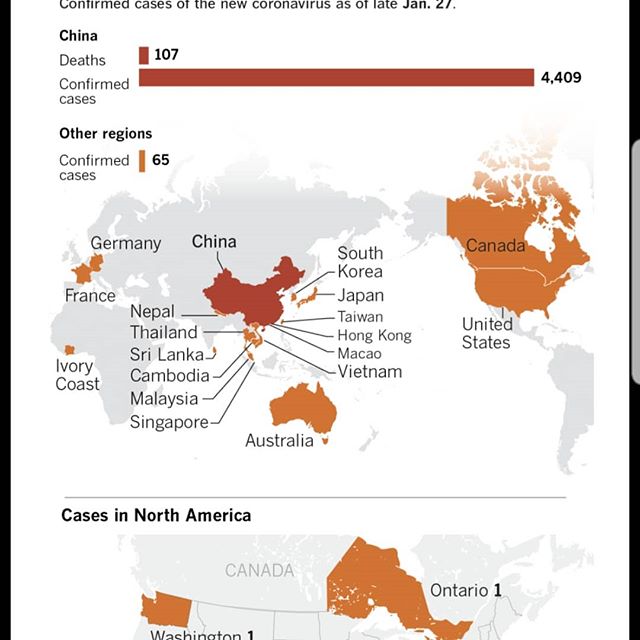 Confirmed cases of the new coronavirus as of late Jan. 27.
China
Deaths 107
Confirmed cases 4,409
Other regions
Confirmed cases 65
Germany
China
South Korea
Canada
France
Japan
Nepal
Taiwan
Thailand
United States
Hong Kong
Sri Lanka
Macao
Ivory Coast
Cambodia
Vietnam
Malaysia
Singapore
Australia
Cases in North America
CANADA
Ontario 1
Washington 1